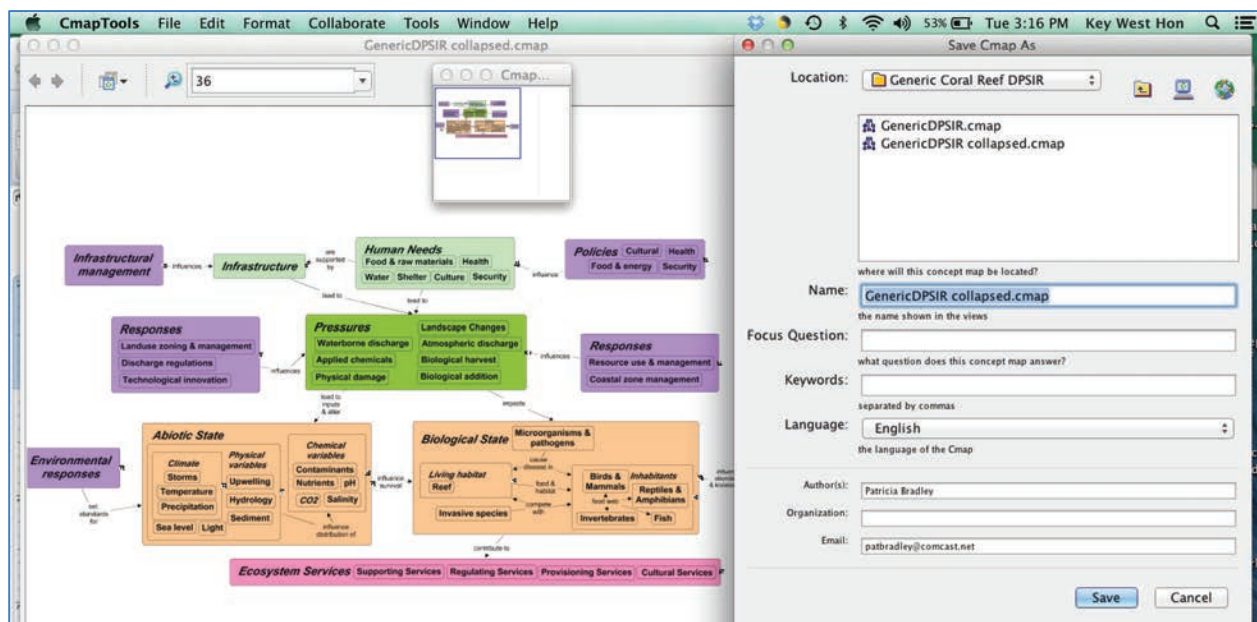 CmapTools File Edit Format Collaborate Tools Window Help 53% Tue 3:16 PM Key West Hon
GenericDPSIR collapsed.cmap
36
Cmap...
Infrastructural
management
influences
Infrastructure
are
supported
by
Human Needs
Food & raw materials Health
Water Shelter Culture Security
influence
Policies Cultural Health
Food & energy Security
lead to
lead to
Responses
Landuse zoning & management
Discharge regulations
Technological innovation
influences
Pressures
Landscape Changes
Waterborne discharge Atmospheric discharge
Applied chemicals Biological harvest
Physical damage Biological addition
influences
Responses
Resource use & management
Coastal zone management
lead to
inputs
& alter
impacts
Environmental
responses
set
standards
for
Abiotic State
Climate
Storms
Temperature
Precipitation
Sea level Light
Physical
variables
Upwelling
Hydrology
Sediment
Chemical
variables
Contaminants
Nutrients pH
CO2 Salinity
influence
distribution of
influence
survival
Biological State
Microorganisms &
pathogens
cause
disease in
Living habitat
Reef
food &
habitat
compete
with
Invasive species
Birds &
Mammals
Inhabitants
Reptiles &
Amphibians
food web
Invertebrates Fish
contribute to
Ecosystem Services Supporting Services Regulating Services Provisioning Services Cultural Services
Save Cmap As
Location: Generic Coral Reef DPSIR
GenericDPSIR.cmap
GenericDPSIR collapsed.cmap
where will this concept map be located?
Name: GenericDPSIR collapsed.cmap
the name shown in the views
Focus Question:
what question does this concept map answer?
Keywords:
separated by commas
Language: English
the language of the Cmap
Author(s): Patricia Bradley
Organization:
Email: patbradley@comcast.net
Save Cancel